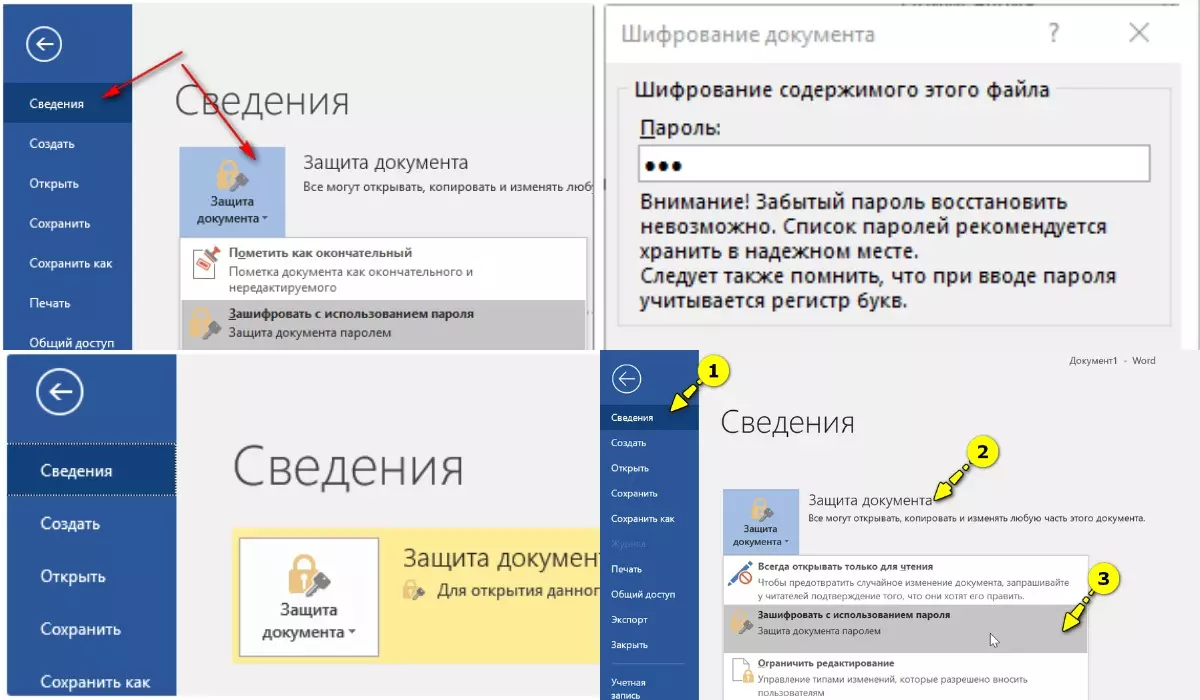 Сведения
Создать
Открыть
Сохранить
Сохранить как
Печать
Общий доступ
Сведения
Защита
документа
Защита документа
Все могут открывать, копировать и изменять люб
Пометить как окончательный
Пометка документа как окончательного и
нередактируемого
Зашифровать с использованием пароля
Защита документа паролем
Шифрование документа
?
Шифрование содержимого этого файла
Пароль:
Внимание! Забытый пароль восстановить
невозможно. Список паролей рекомендуется
хранить в надежном месте.
Следует также помнить, что при вводе пароля
учитывается регистр букв.
Сведения
Создать
Открыть
Сохранить
Сохранить как
Сведения
Защита
документа
Защита докумен
Для открытия данног
Документ1 - Word
1
Сведения
Создать
Открыть
Сохранить
Сохранить как
Журнал
Печать
Общий доступ
Экспорт
Закрыть
Учетная
запись
Сведения
2
Защита
документа
Защита документа
Все могут открывать, копировать и изменять любую часть этого документа.
Всегда открывать только для чтения
Чтобы предотвратить случайное изменение документа, запрашивайте
у читателей подтверждение того, что они хотят его править.
3
Зашифровать с использованием пароля
Защита документа паролем
Ограничить редактирование
Управление типами изменений, которые разрешено вносить
пользователям